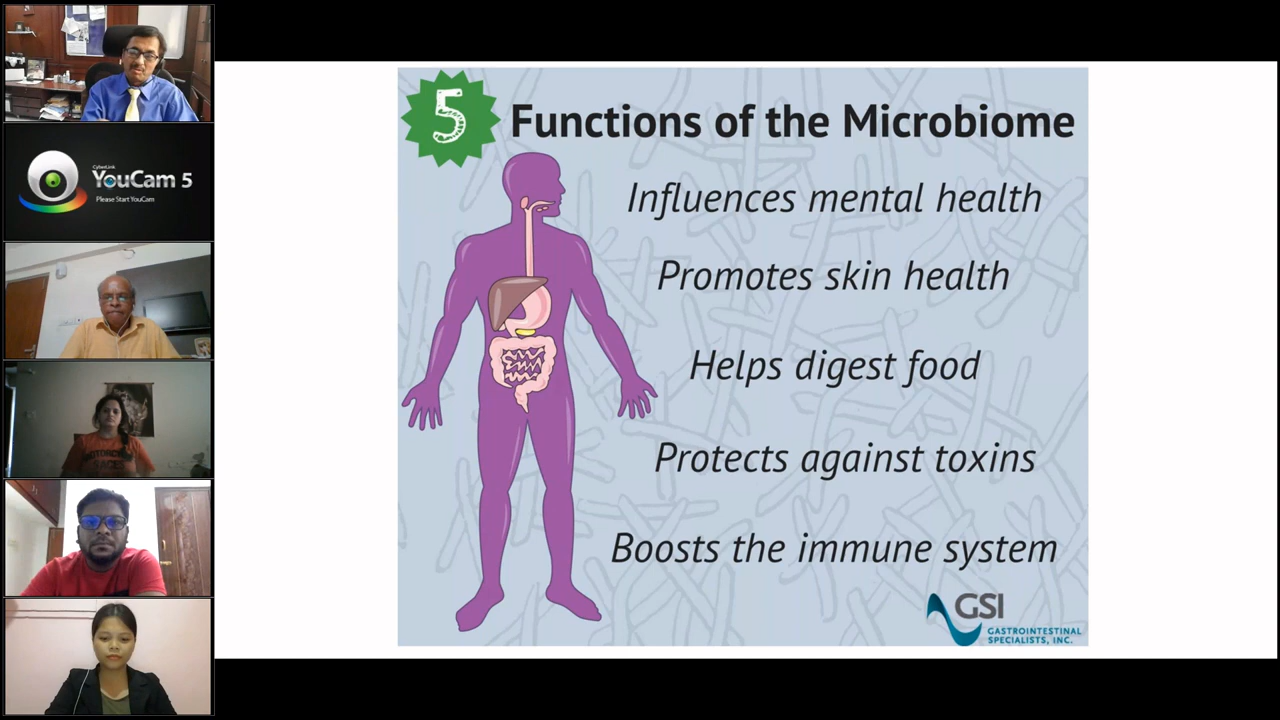 CyberLink
YouCam 5
Please Start YouCam
5 Functions of the Microbiome
Influences mental health
Promotes skin health
Helps digest food
Protects against toxins
Boosts the immune system
GSI
GASTROINTESTINAL
SPECIALISTS, INC.